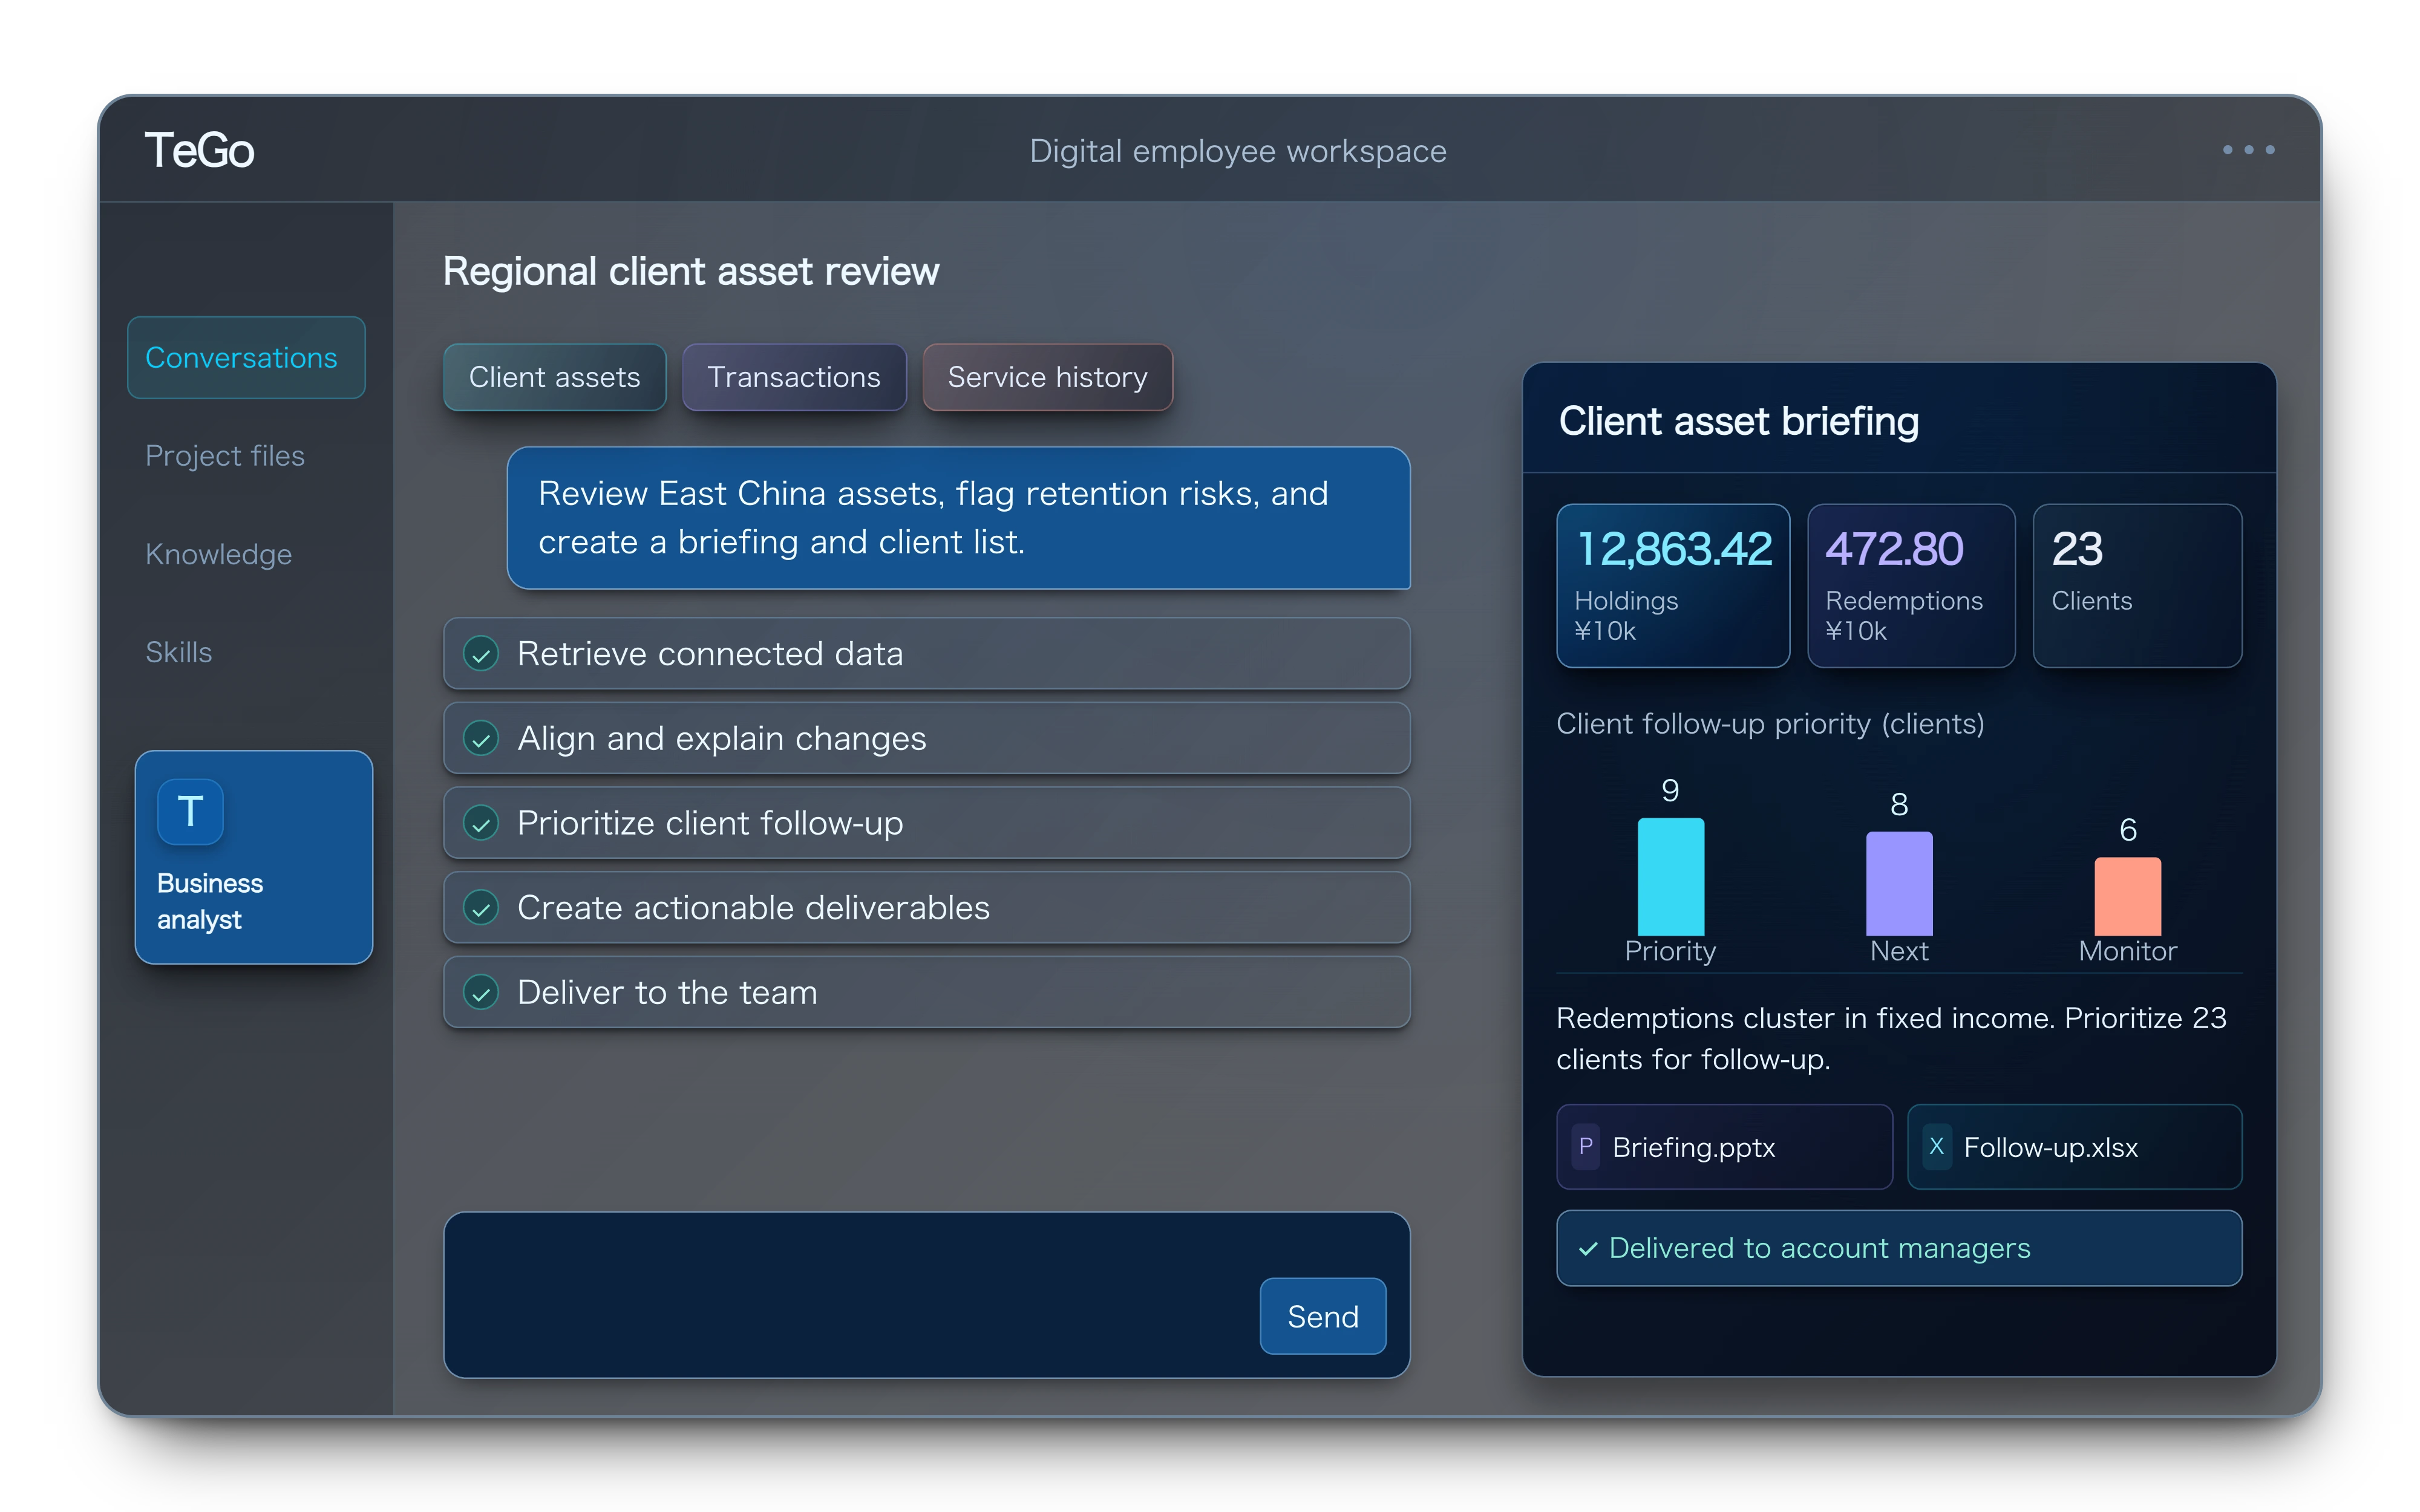 TeGo
Digital employee workspace
Conversations
Project files
Knowledge
Skills
T
Business
analyst
Regional client asset review
Client assets
Transactions
Service history
Review East China assets, flag retention risks, and
create a briefing and client list.
Retrieve connected data
Align and explain changes
Prioritize client follow-up
Create actionable deliverables
Deliver to the team
Send
Client asset briefing
12,863.42
Holdings
¥10k
472.80
Redemptions
¥10k
23
Clients
Client follow-up priority (clients)
9
8
6
Priority
Next
Monitor
Redemptions cluster in fixed income. Prioritize 23
clients for follow-up.
P
Briefing.pptx
X
Follow-up.xlsx
✓ Delivered to account managers